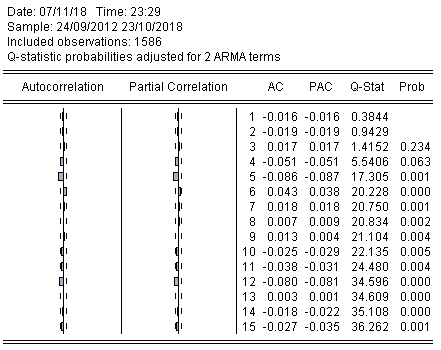 Date: 07/11/18 Time: 23:29
Sample: 24/09/2012 23/10/2018
Included observations: 1586
Q-statistic probabilities adjusted for 2 ARMA terms
Autocorrelation Partial Correlation AC PAC Q-Stat Prob
1 -0.016 -0.016 0.3844
2 -0.019 -0.019 0.9429
3 0.017 0.017 1.4152 0.234
4 -0.051 -0.051 5.5406 0.063
5 -0.086 -0.087 17.305 0.001
6 0.043 0.038 20.228 0.000
7 0.018 0.018 20.750 0.001
8 0.007 0.009 20.834 0.002
9 0.013 0.004 21.104 0.004
10 -0.025 -0.029 22.135 0.005
11 -0.038 -0.031 24.480 0.004
12 -0.080 -0.081 34.596 0.000
13 0.003 0.001 34.609 0.000
14 -0.018 -0.022 35.108 0.000
15 -0.027 -0.035 36.262 0.001